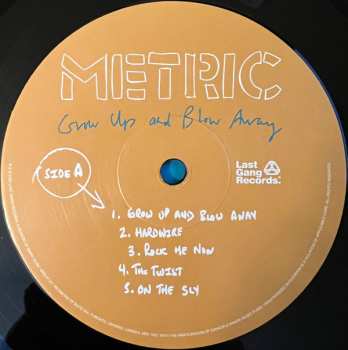 METRIC
Grow Up and Blow Away
SIDE A
Last
Gang
Records.
1. GROW UP AND BLOW AWAY
2. HARDWIRE
3. ROCK ME NOW
4. THE TWIST
5. ON THE SLY